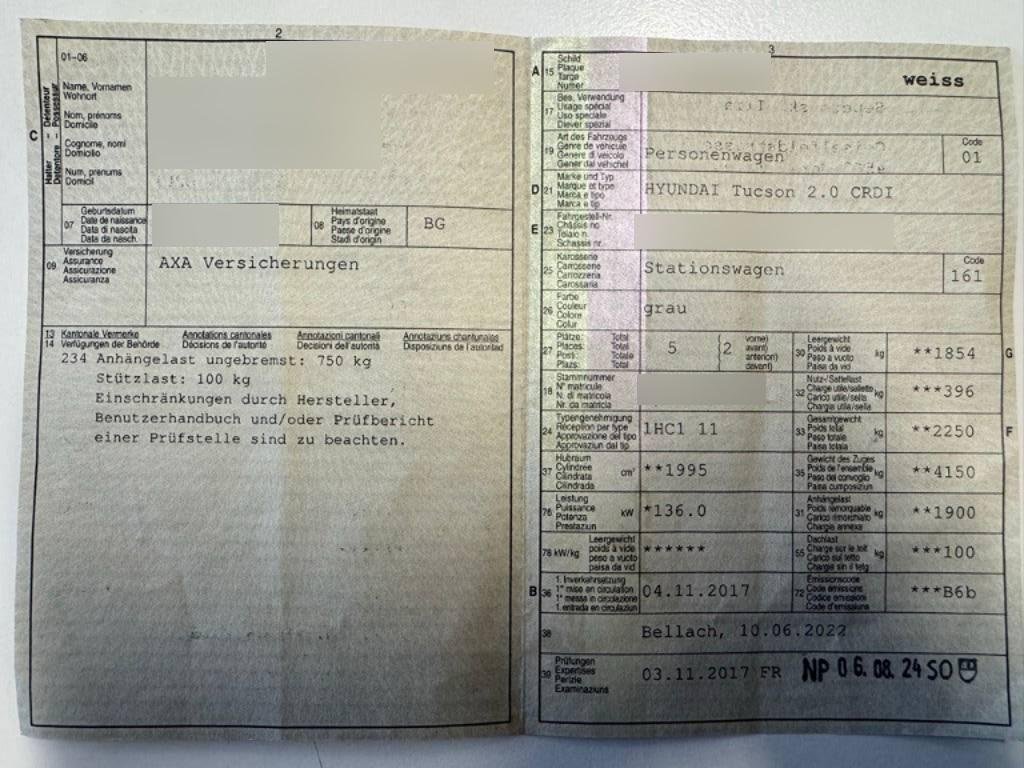 2
01-06
C
Halter Détenteur
Detentore Possessur
Name, Vornamen
Wohnort
Nom, prénoms
Domicile
Cognome, nomi
Domicilio
Num, prenums
Domicil
07
Geburtsdatum
Date de naissance
Data di nascita
Data da nasch.
08
Heimatstaat
Pays d'origine
Paese d'origine
Stadi d'origin
BG
09
Versicherung
Assurance
Assicurazione
Assicuranza
AXA Versicherungen
13 Kantonale Vermerke Annotations cantonales Annotazioni cantonali Annotaziuns chantunalas
14 Verfügungen der Behörde Décisions de l'autorité Decisioni dell'autorità Disposiziuns da l'autoritad
234 Anhängelast ungebremst: 750 kg
Stützlast: 100 kg
Einschränkungen durch Hersteller,
Benutzerhandbuch und/oder Prüfbericht
einer Prüfstelle sind zu beachten.
3
A 15
Schild
Plaque
Targa
Numer
weiss
17
Bes. Verwendung
Usage spécial
Uso speciale
Diever spezial
19
Art des Fahrzeugs
Genre de véhicule
Genere di veicolo
Gener dal vehichel
Personenwagen
Code
01
D 21
Marke und Typ
Marque et type
Marca e tipo
Marca e tip
HYUNDAI Tucson 2.0 CRDI
E 23
Fahrgestell-Nr.
Châssis no
Telaio n.
Schassis nr.
25
Karosserie
Carrosserie
Carrozzeria
Carossaria
Stationswagen
Code
161
26
Farbe
Couleur
Colore
Colur
grau
27
Plätze: Total
Places: Total
Posti: Totale
Plazs: Total
5 (2
vorne)
avant)
anteriori)
davant)
30
Leergewicht
Poids à vide
Peso a vuoto
Paisa da vid
kg
**1854
G
18
Stammnummer
N° matricule
N. di matricola
Nr. da matricla
32
Nutz-/Sattellast
Charge utile/sellette
Carico utile/sella
Chargia utila/sella
kg
***396
24
Typengenehmigung
Réception par type
Approvazione del tipo
Approvaziun dal tip
1HC1 11
33
Gesamtgewicht
Poids total
Peso totale
Paisa totala
kg
**2250
F
37
Hubraum
Cylindrée
Cilindrata
Cilindrada
cm³
**1995
35
Gewicht des Zuges
Poids de l'ensemble
Peso del convoglio
Paisa cumposiziun
kg
**4150
76
Leistung
Puissance
Potenza
Prestaziun
kW
*136.0
31
Anhängelast
Poids remorquable
Carico rimorchiato
Chargia annexa
kg
**1900
78 kW/kg
Leergewicht
poids à vide
peso a vuoto
paisa da vid
******
55
Dachlast
Charge sur le toit
Carico sul tetto
Chargia sin il tetg
kg
***100
B 36
1. Inverkehrsetzung
1re mise en circulation
1a messa in circolazione
1. entrada en circulaziun
04.11.2017
72
Emissionscode
Code émissions
Codice emissioni
Code d'emissiuns
***B6b
38
Bellach, 10.06.2022
39
Prüfungen
Expertises
Perizie
Examinaziuns
03.11.2017 FR NP 06.08.24 SO